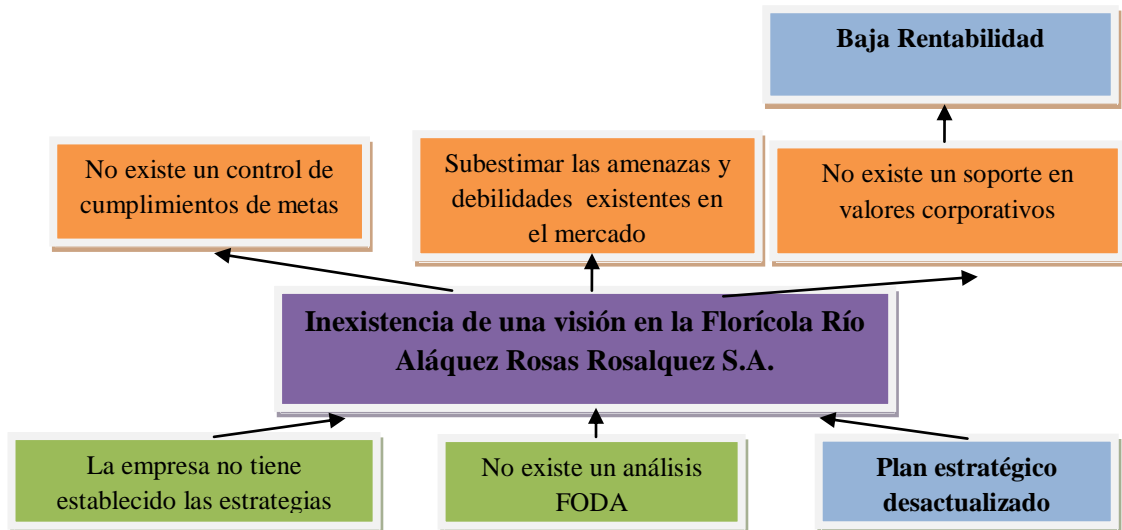 Baja Rentabilidad
No existe un control de
cumplimientos de metas
Subestimar las amenazas y
debilidades existentes en
el mercado
No existe un soporte en
valores corporativos
Inexistencia de una visión en la Florícola Río
Aláquez Rosas Rosalquez S.A.
La empresa no tiene
establecido las estrategias
No existe un análisis
FODA
Plan estratégico
desactualizado